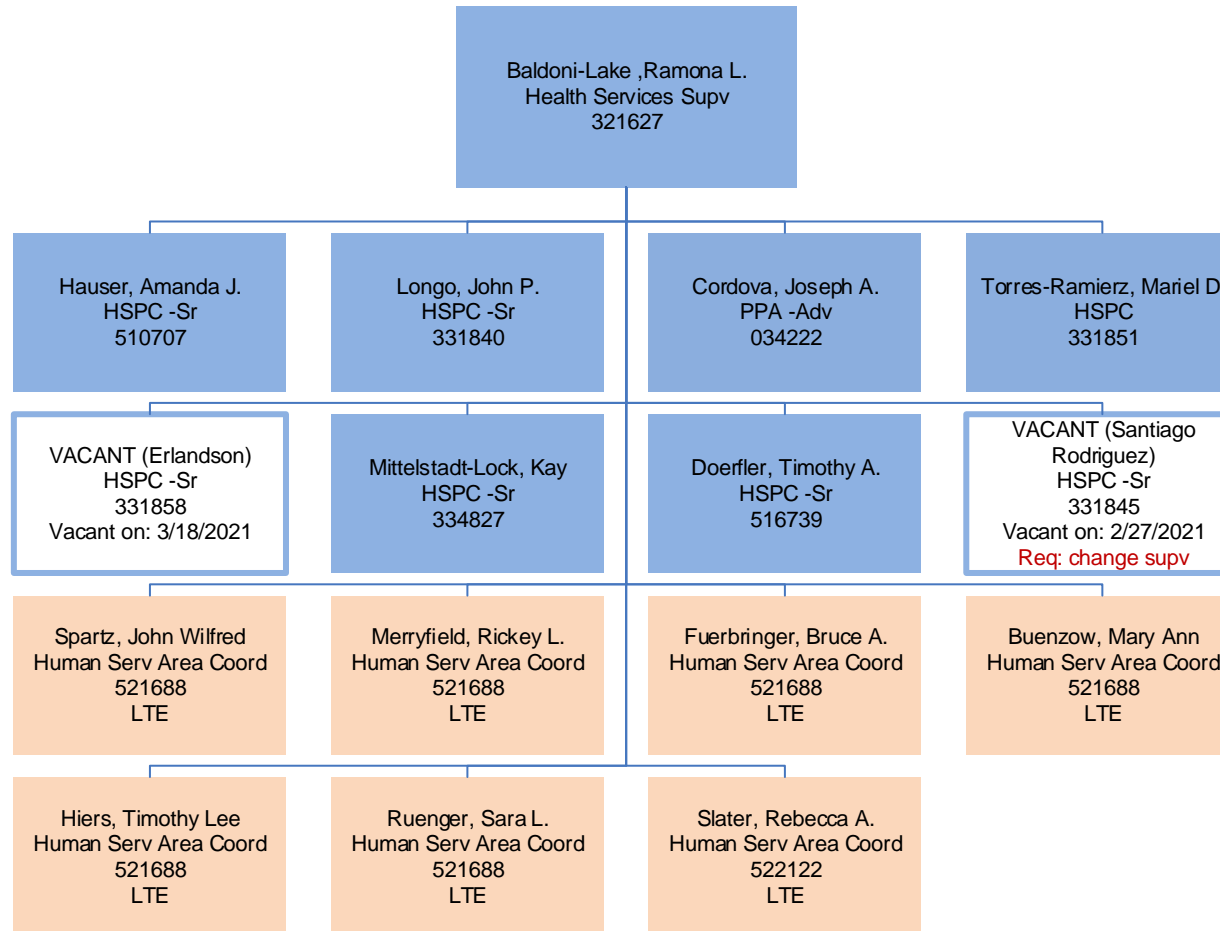 Baldoni-Lake ,Ramona L.
Health Services Supv
321627
Hauser, Amanda J.
HSPC -Sr
510707
Longo, John P.
HSPC -Sr
331840
Cordova, Joseph A.
PPA -Adv
034222
Torres-Ramierz, Mariel D
HSPC
331851
VACANT (Erlandson)
HSPC -Sr
331858
Vacant on: 3/18/2021
Mittelstadt-Lock, Kay
HSPC -Sr
334827
Doerfler, Timothy A.
HSPC -Sr
516739
VACANT (Santiago
Rodriguez)
HSPC -Sr
331845
Vacant on: 2/27/2021
Req: change supv
Spartz, John Wilfred
Human Serv Area Coord
521688
LTE
Merryfield, Rickey L.
Human Serv Area Coord
521688
LTE
Fuerbringer, Bruce A.
Human Serv Area Coord
521688
LTE
Buenzow, Mary Ann
Human Serv Area Coord
521688
LTE
Hiers, Timothy Lee
Human Serv Area Coord
521688
LTE
Ruenger, Sara L.
Human Serv Area Coord
521688
LTE
Slater, Rebecca A.
Human Serv Area Coord
522122
LTE